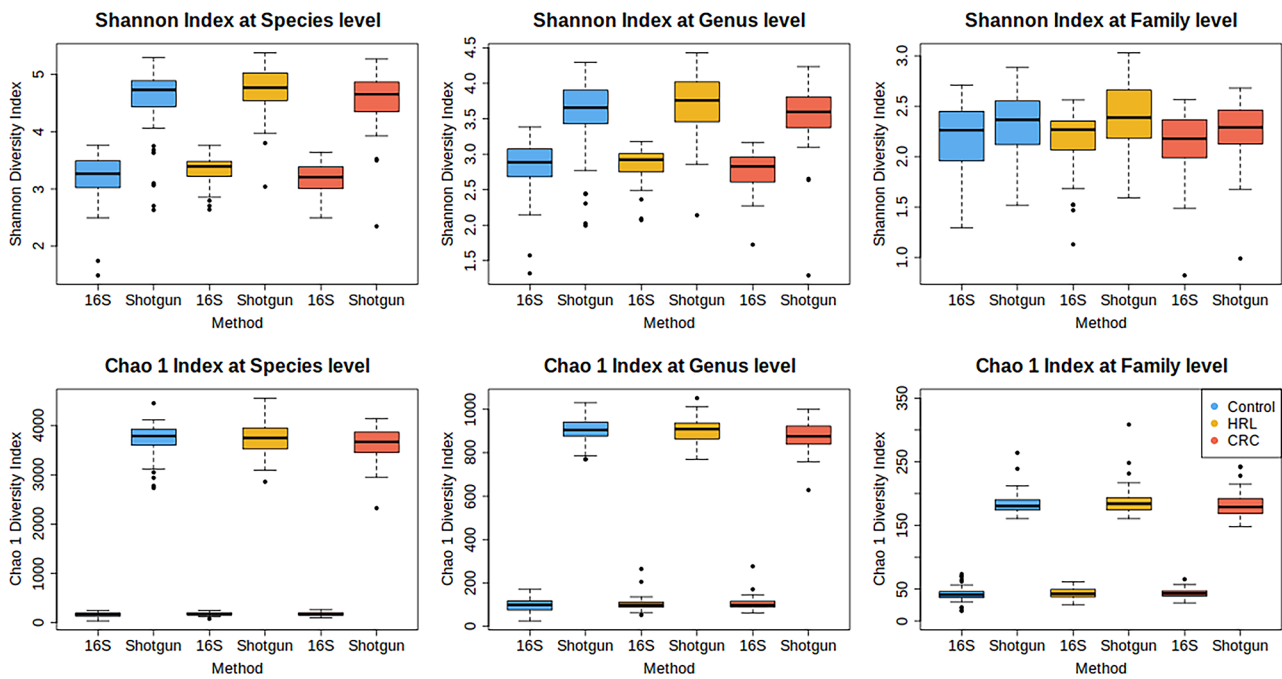 Shannon Index at Species level
Shannon Diversity Index
5
4
3
2
16S Shotgun 16S Shotgun 16S Shotgun
Method
Shannon Index at Genus level
Shannon Diversity Index
4.5
4.0
3.5
3.0
2.5
2.0
1.5
16S Shotgun 16S Shotgun 16S Shotgun
Method
Shannon Index at Family level
Shannon Diversity Index
3.0
2.5
2.0
1.5
1.0
16S Shotgun 16S Shotgun 16S Shotgun
Method
Chao 1 Index at Species level
Chao 1 Diversity Index
4000
3000
2000
1000
0
16S Shotgun 16S Shotgun 16S Shotgun
Method
Chao 1 Index at Genus level
Chao 1 Diversity Index
1000
800
600
400
200
0
16S Shotgun 16S Shotgun 16S Shotgun
Method
Chao 1 Index at Family level
Chao 1 Diversity Index
350
250
150
50
0
Control
HRL
CRC
16S Shotgun 16S Shotgun 16S Shotgun
Method